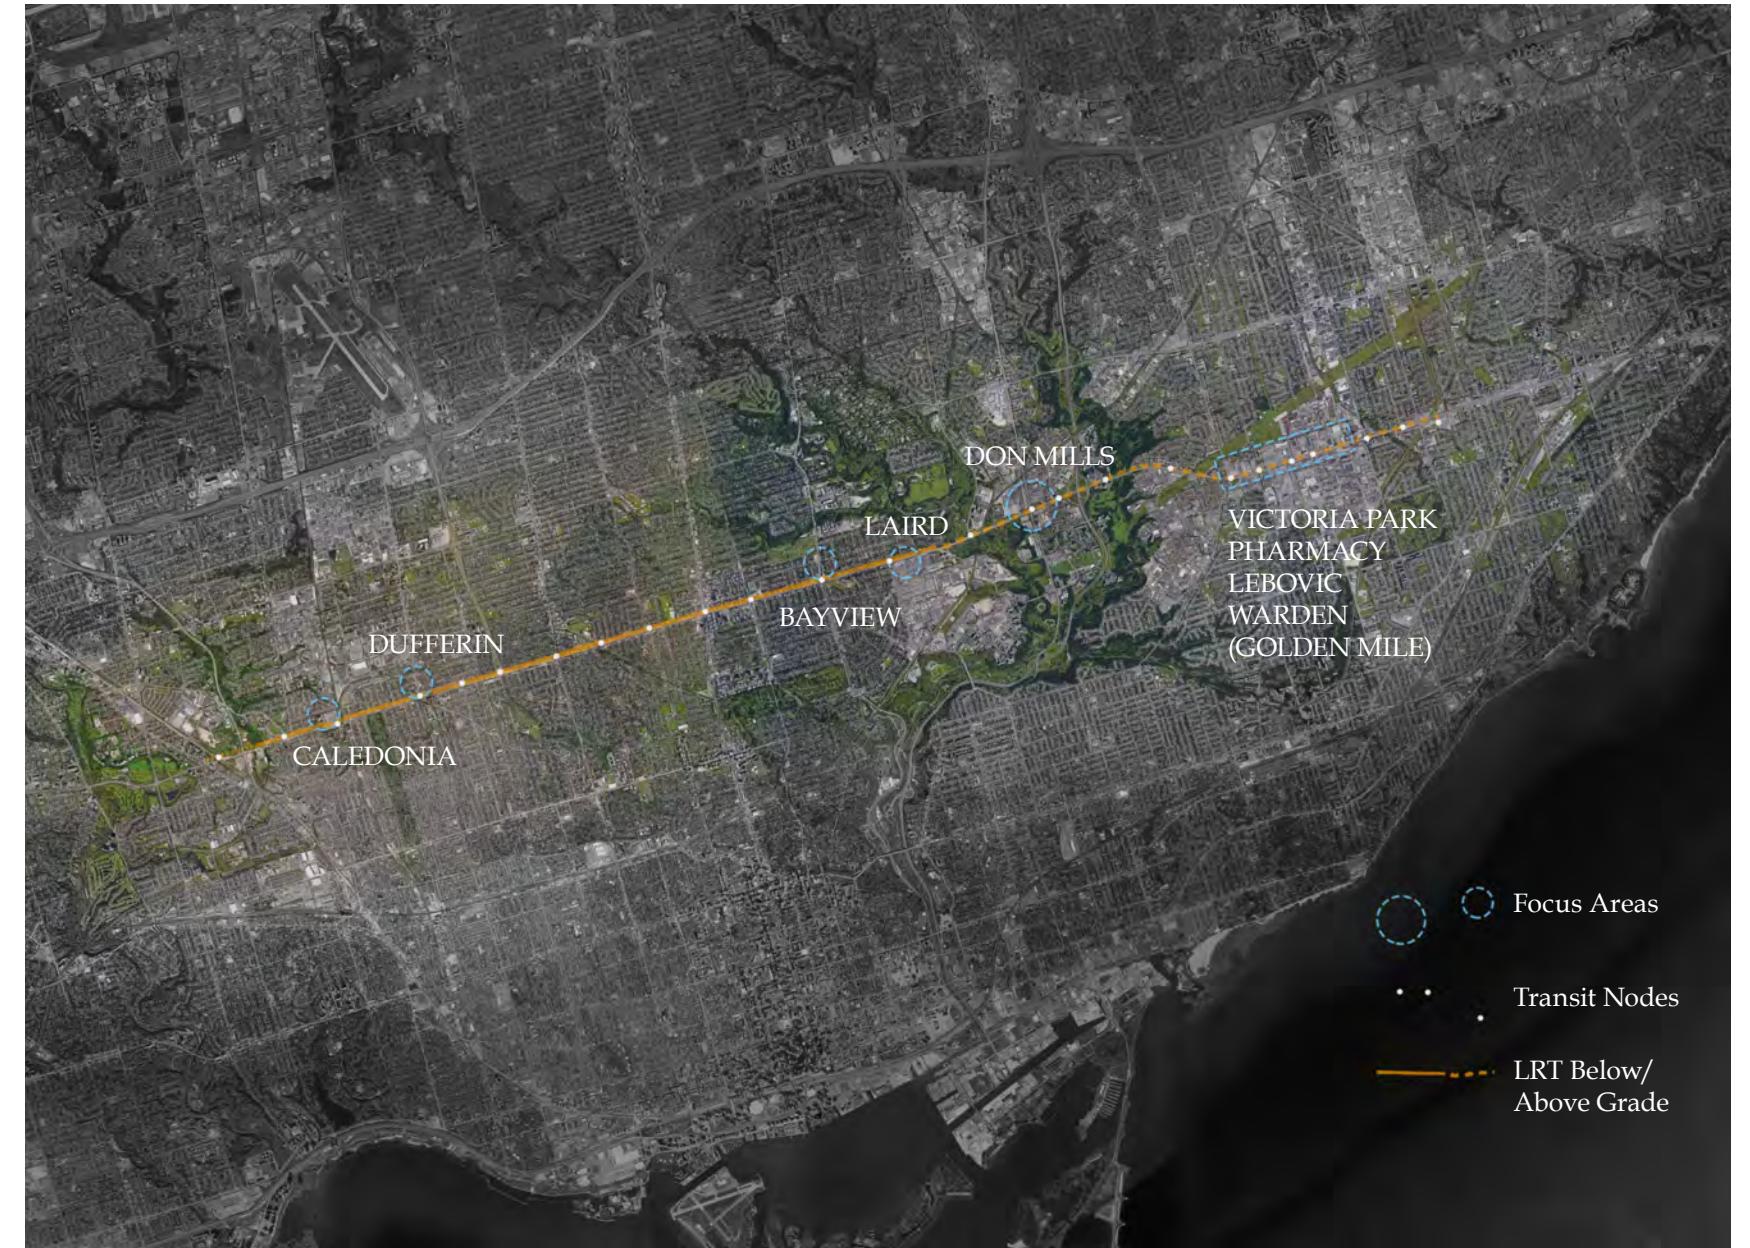 DON MILLS
LAIRD
VICTORIA PARK
PHARMACY
LEBOVIC
WARDEN
(GOLDEN MILE)
BAYVIEW
DUFFERIN
CALEDONIA
Focus Areas
Transit Nodes
LRT Below/
Above Grade